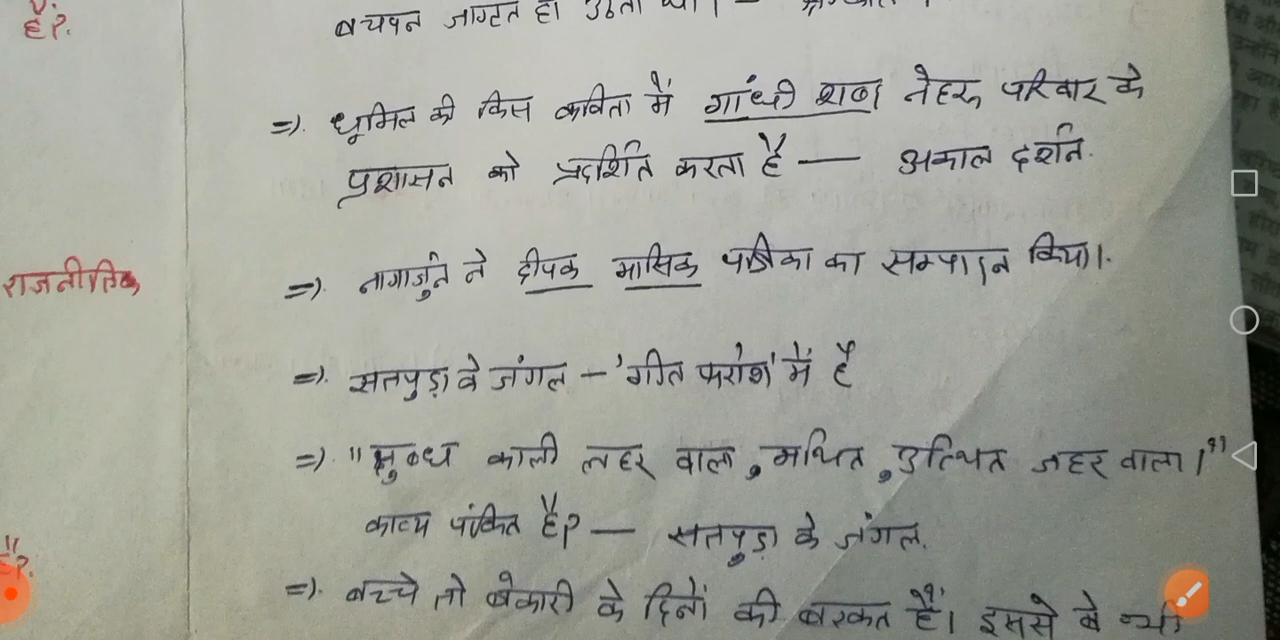 है?
बचपन जाग्रत हो उठता था। –
=). धूमिल की किस कविता में गांधी शब्द नेहरू परिवार के
प्रशासन को प्रदर्शित करता है — अकाल दर्शन.
राजनीतिक
=). नागार्जुन ने दीपक मासिक पत्रिका का सम्पादन किया।.
=). सतपुड़ा के जंगल – 'गीत फरोश' में है
=). "क्षुब्ध काली लहर वाला, मथित, उत्थित जहर वाला।"
काव्य पंक्ति है? — सतपुड़ा के जंगल.
"
है?
=). बच्चे तो बेकारी के दिनों की बरकत हैं"। इससे वे भी